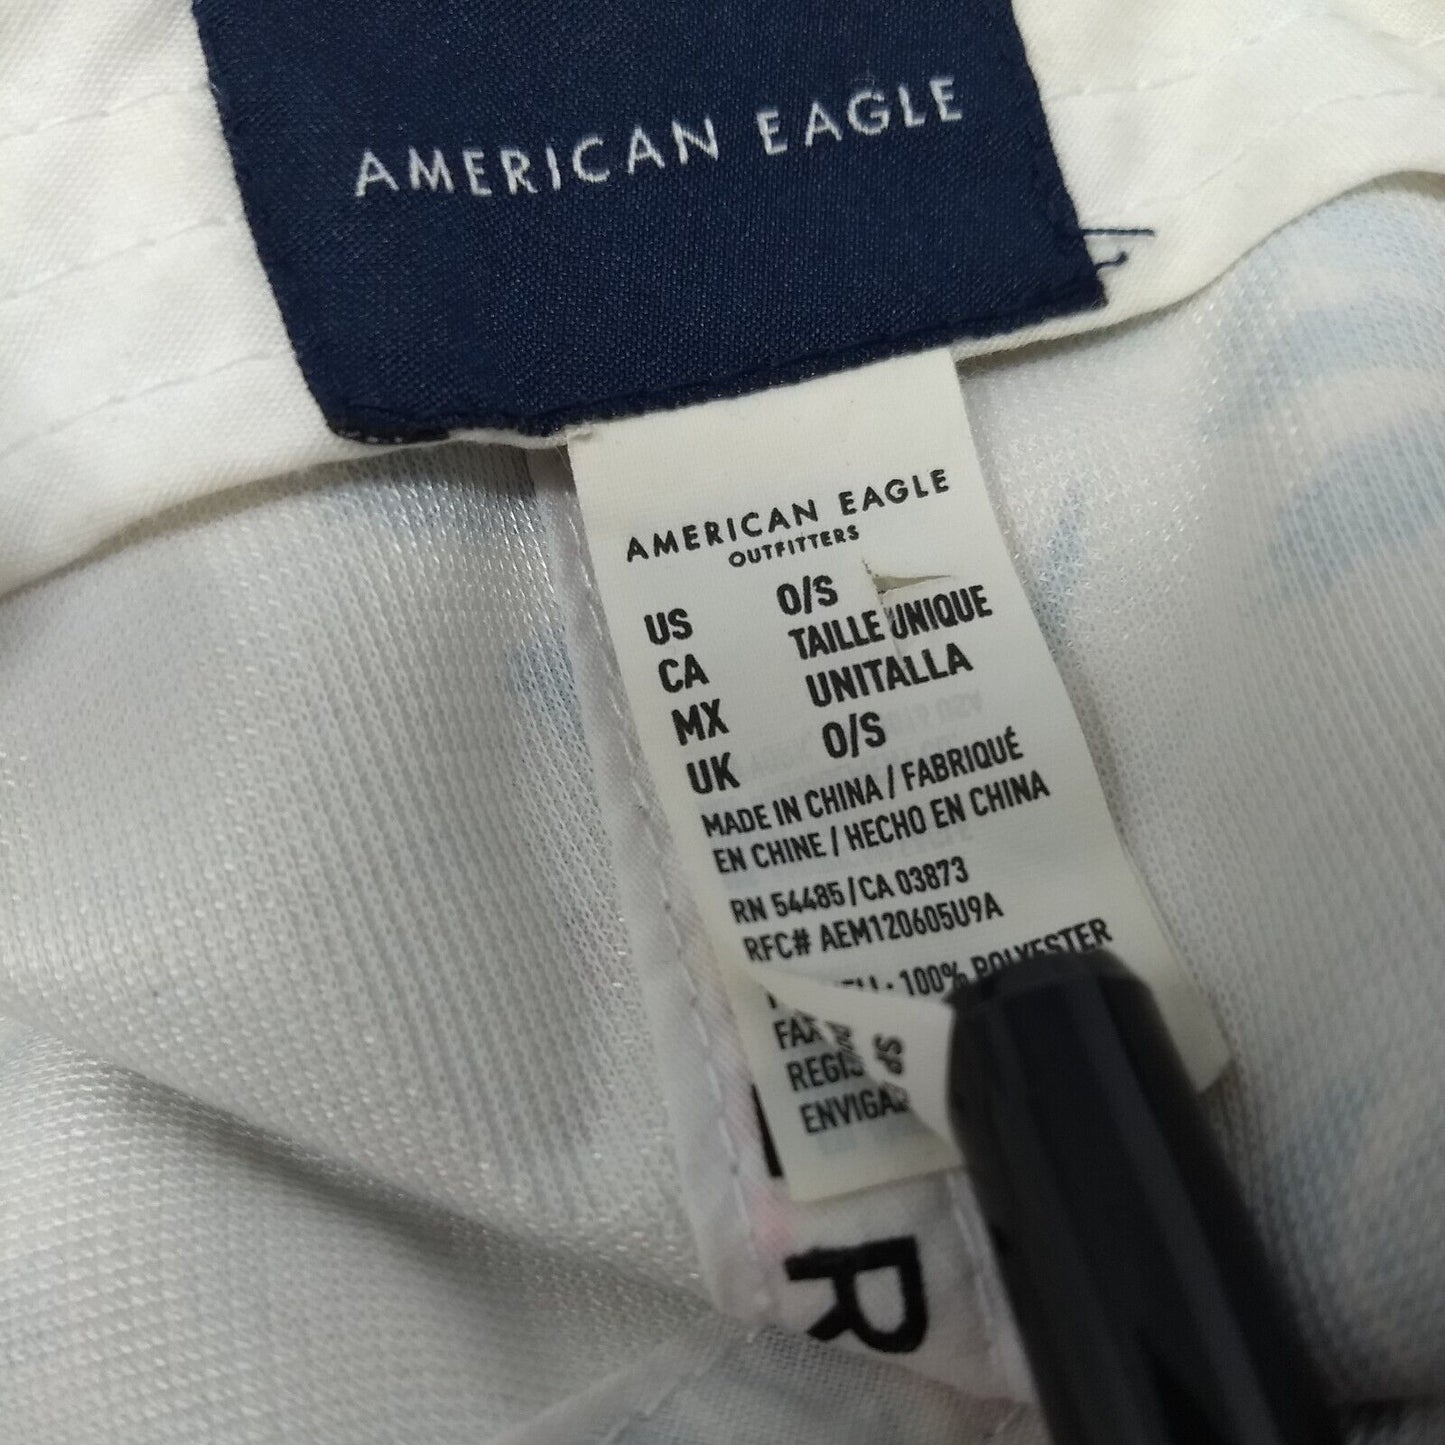 AMERICAN EAGLE
AMERICAN EAGLE
OUTFITTERS
US O/S
CA TAILLE UNIQUE
MX UNITALLA
UK O/S
MADE IN CHINA / FABRIQUÉ
EN CHINE / HECHO EN CHINA
RN 54485 / CA 03873
RFC# AEM120605U9A
100% POLYESTER
SP
R